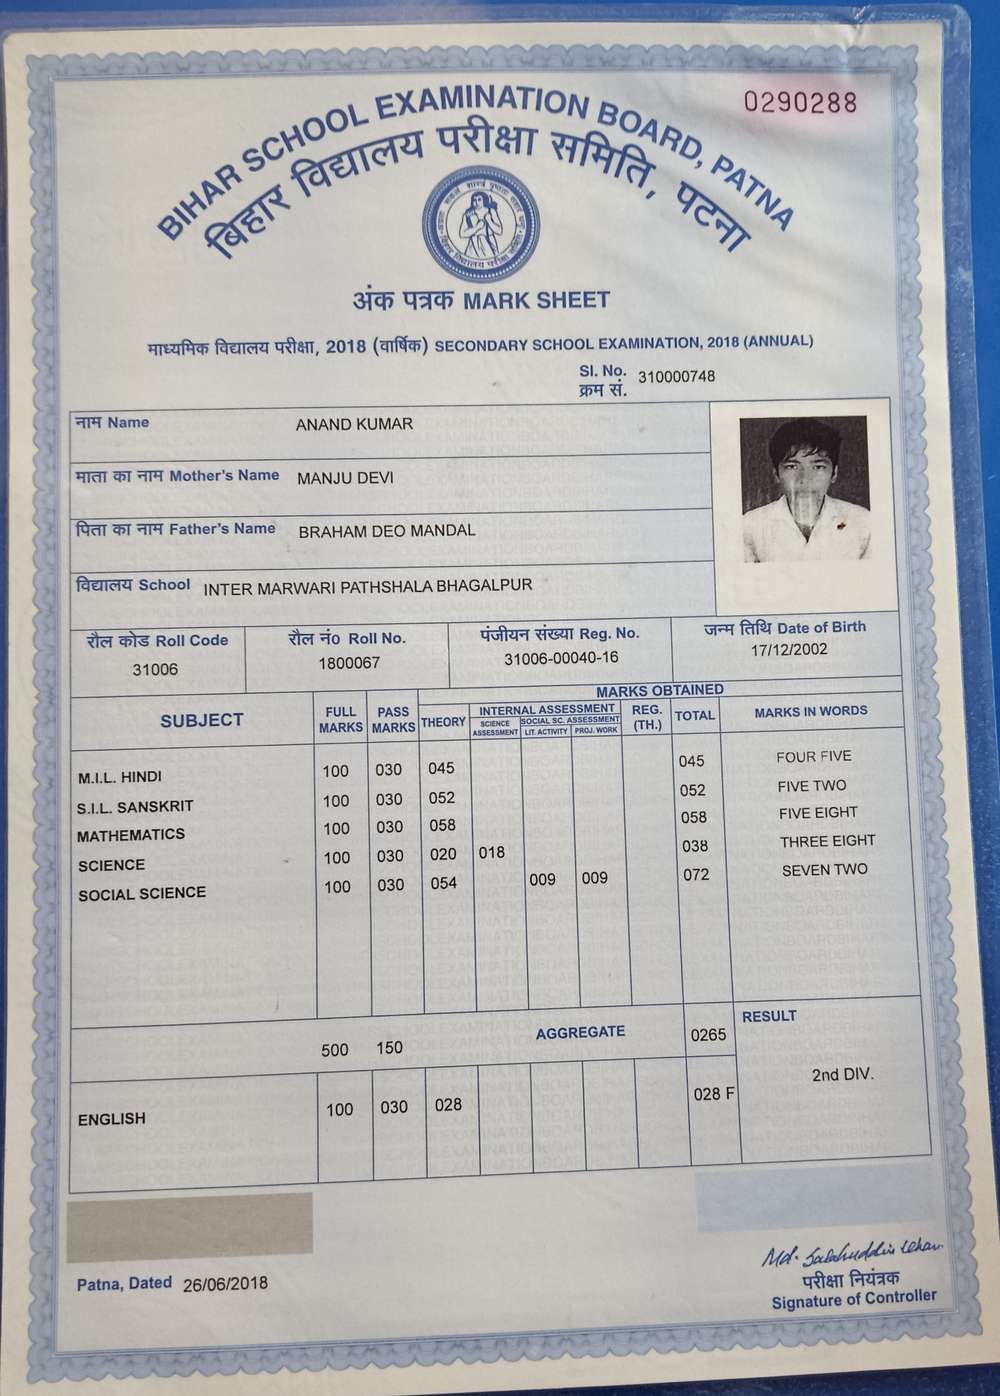 0290288
BIHAR SCHOOL EXAMINATION BOARD, PATNA
बिहार विद्यालय परीक्षा समिति, पटना
अंक पत्रक MARK SHEET
माध्यमिक विद्यालय परीक्षा, 2018 (वार्षिक) SECONDARY SCHOOL EXAMINATION, 2018 (ANNUAL)
Sl. No. 310000748
क्रम सं.
नाम Name ANAND KUMAR
माता का नाम Mother's Name MANJU DEVI
पिता का नाम Father's Name BRAHAM DEO MANDAL
विद्यालय School INTER MARWARI PATHSHALA BHAGALPUR
रौल कोड Roll Code रौल नं० Roll No. पंजीयन संख्या Reg. No. जन्म तिथि Date of Birth
31006 1800067 31006-00040-16 17/12/2002
MARKS OBTAINED
SUBJECT FULL MARKS PASS MARKS THEORY INTERNAL ASSESSMENT REG. (TH.) TOTAL MARKS IN WORDS
SCIENCE ASSESSMENT SOCIAL SC. ASSESSMENT
LIT. ACTIVITY PROJ. WORK
M.I.L. HINDI 100 030 045 045 FOUR FIVE
S.I.L. SANSKRIT 100 030 052 052 FIVE TWO
MATHEMATICS 100 030 058 058 FIVE EIGHT
SCIENCE 100 030 020 018 038 THREE EIGHT
SOCIAL SCIENCE 100 030 054 009 009 072 SEVEN TWO
500 150 AGGREGATE 0265 RESULT
2nd DIV.
ENGLISH 100 030 028 028 F
Patna, Dated 26/06/2018
परीक्षा नियंत्रक
Signature of Controller